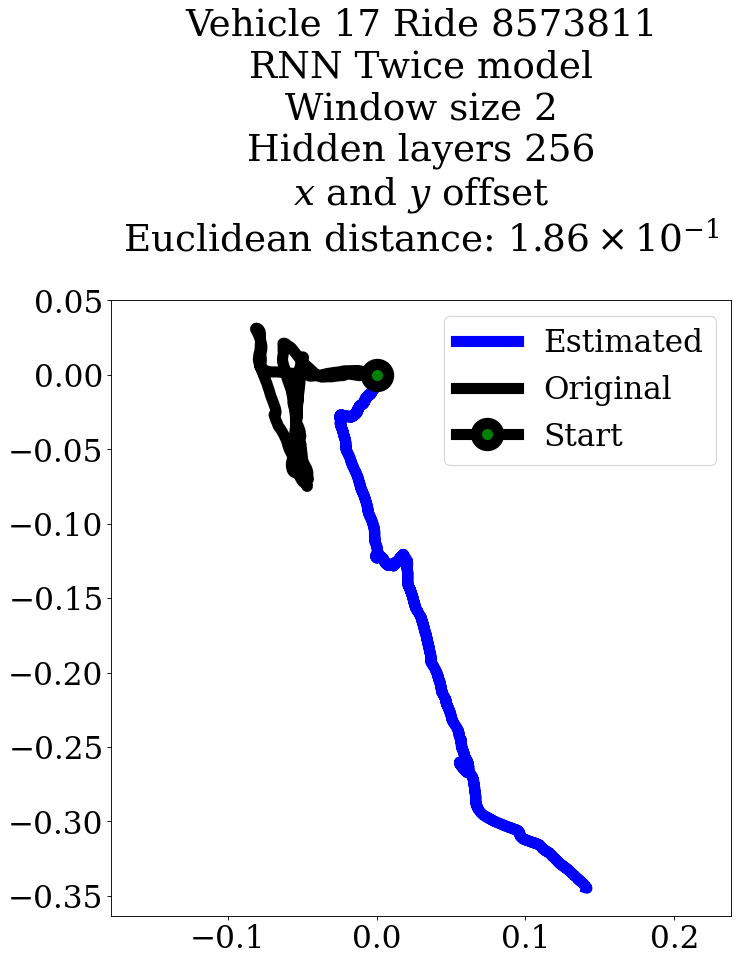 Vehicle 17 Ride 8573811
RNN Twice model
Window size 2
Hidden layers 256
x and y offset
Euclidean distance: 1.86 × 10⁻¹
0.05
Estimated
0.00
Original
Start
−0.05
−0.10
−0.15
−0.20
−0.25
−0.30
−0.35
−0.1 0.0 0.1 0.2